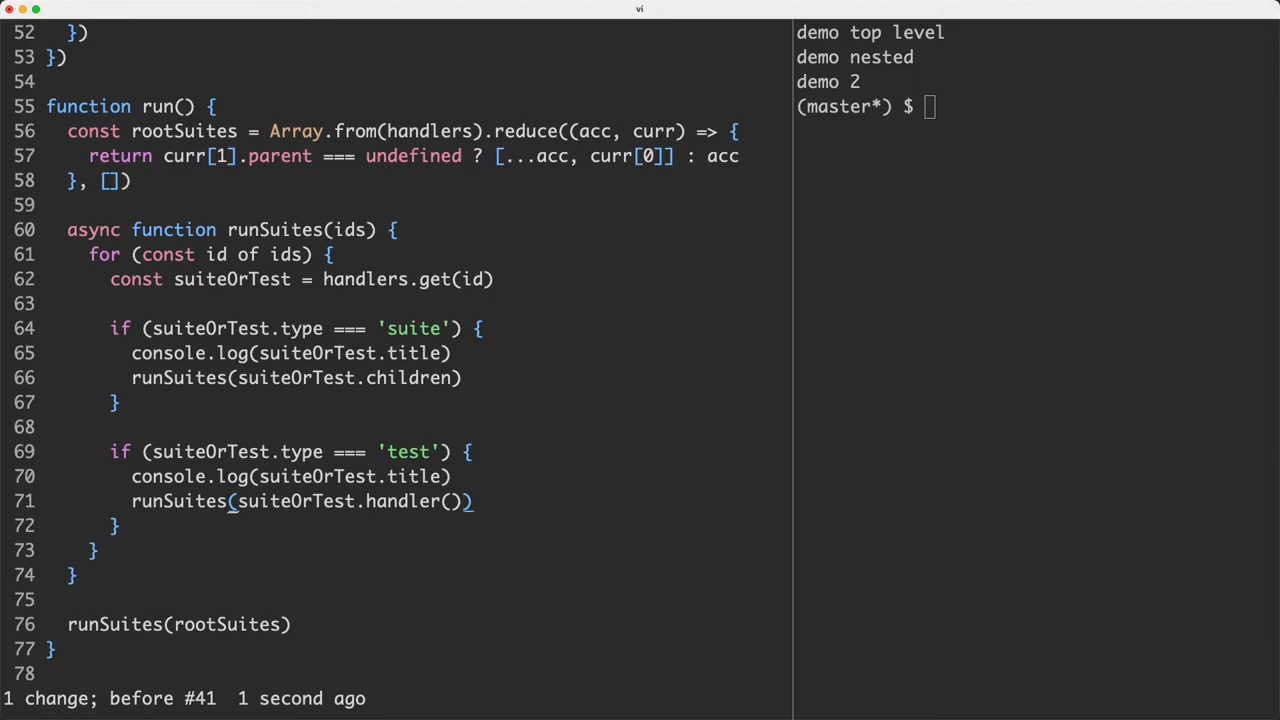 vi
52   })
53 })
54
55 function run() {
56   const rootSuites = Array.from(handlers).reduce((acc, curr) => {
57     return curr[1].parent === undefined ? [...acc, curr[0]] : acc
58   }, [])
59
60   async function runSuites(ids) {
61     for (const id of ids) {
62       const suiteOrTest = handlers.get(id)
63
64       if (suiteOrTest.type === 'suite') {
65         console.log(suiteOrTest.title)
66         runSuites(suiteOrTest.children)
67       }
68
69       if (suiteOrTest.type === 'test') {
70         console.log(suiteOrTest.title)
71         runSuites(suiteOrTest.handler())
72       }
73     }
74   }
75
76   runSuites(rootSuites)
77 }
78
1 change; before #41  1 second ago
demo top level
demo nested
demo 2
(master*) $